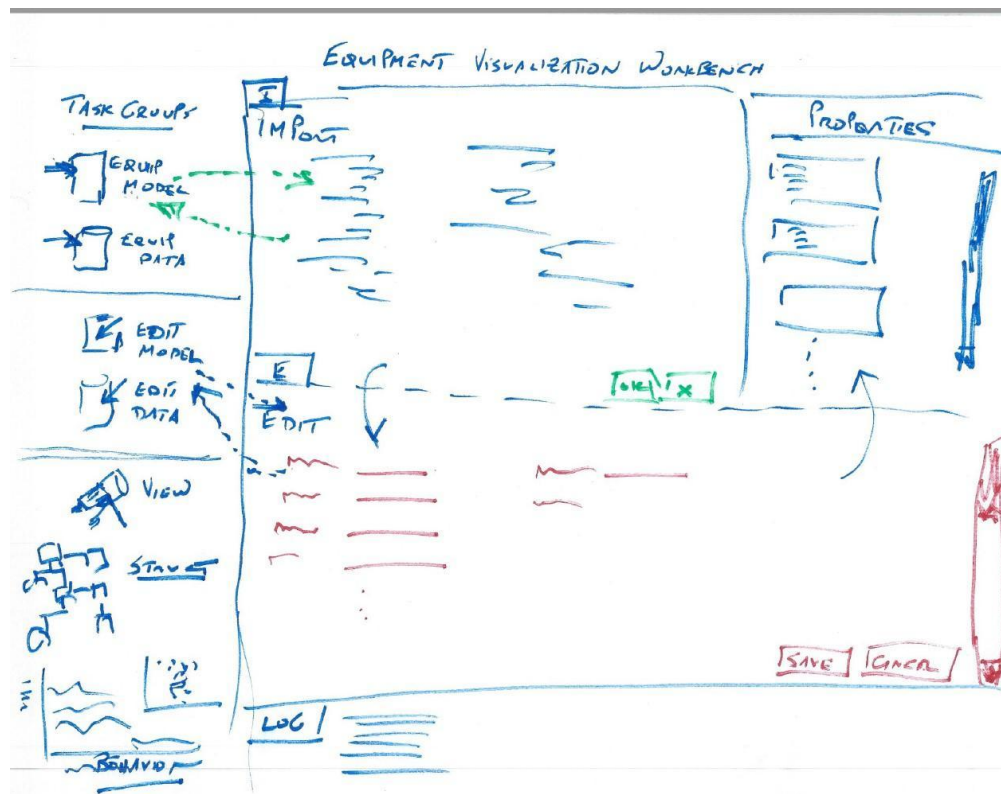 EQUIPMENT VISUALIZATION WORKBENCH
TASK GROUPS
I
IMPORT
PROPERTIES
EQUIP
MODEL
EQUIP
DATA
EDIT
MODEL
E
OK
X
EDIT
DATA
EDIT
VIEW
STRUCT
SAVE
CANCEL
LOG
BEHAVIOR